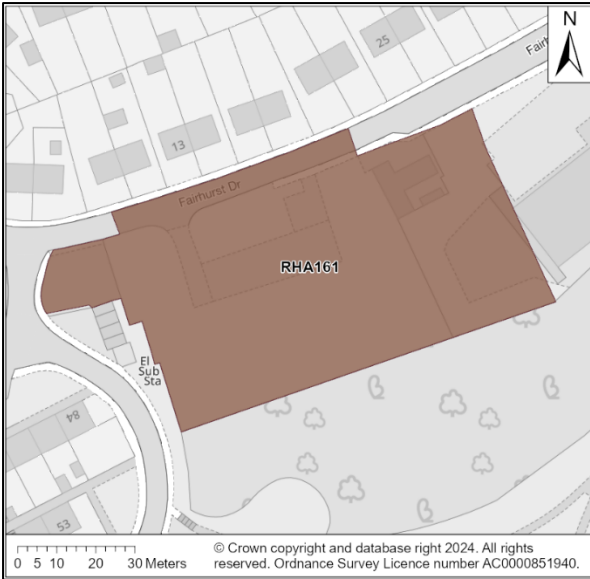 N
25
Fairh
13
Fairhurst Dr
RHA161
El
Sub
Sta
84
53
0 5 10 20 30 Meters
© Crown copyright and database right 2024. All rights
reserved. Ordnance Survey Licence number AC0000851940.